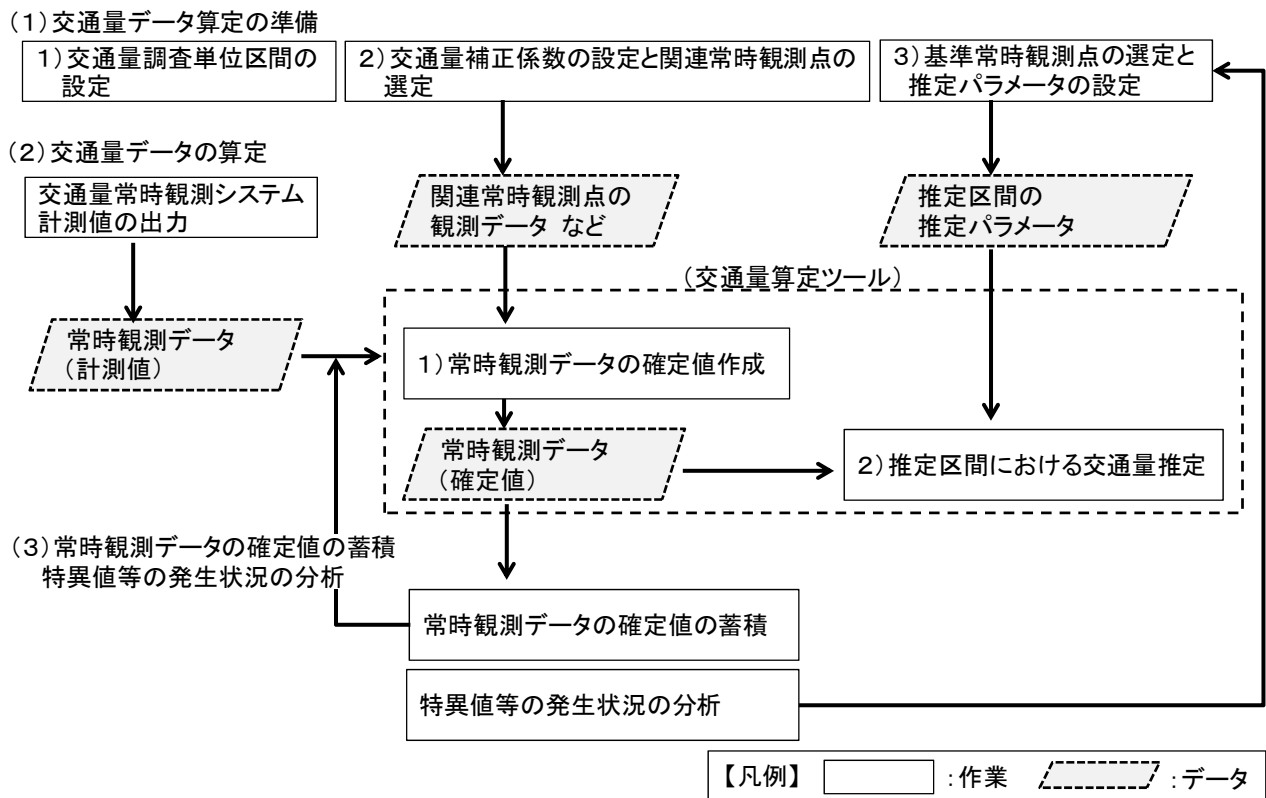 （１）交通量データ算定の準備
１）交通量調査単位区間の
設定
２）交通量補正係数の設定と関連常時観測点の
選定
３）基準常時観測点の選定と
推定パラメータの設定
（２）交通量データの算定
交通量常時観測システム
計測値の出力
関連常時観測点の
観測データ など
推定区間の
推定パラメータ
（交通量算定ツール）
常時観測データ
（計測値）
１）常時観測データの確定値作成
常時観測データ
（確定値）
２）推定区間における交通量推定
（３）常時観測データの確定値の蓄積
特異値等の発生状況の分析
常時観測データの確定値の蓄積
特異値等の発生状況の分析
【凡例】 ：作業 ：データ